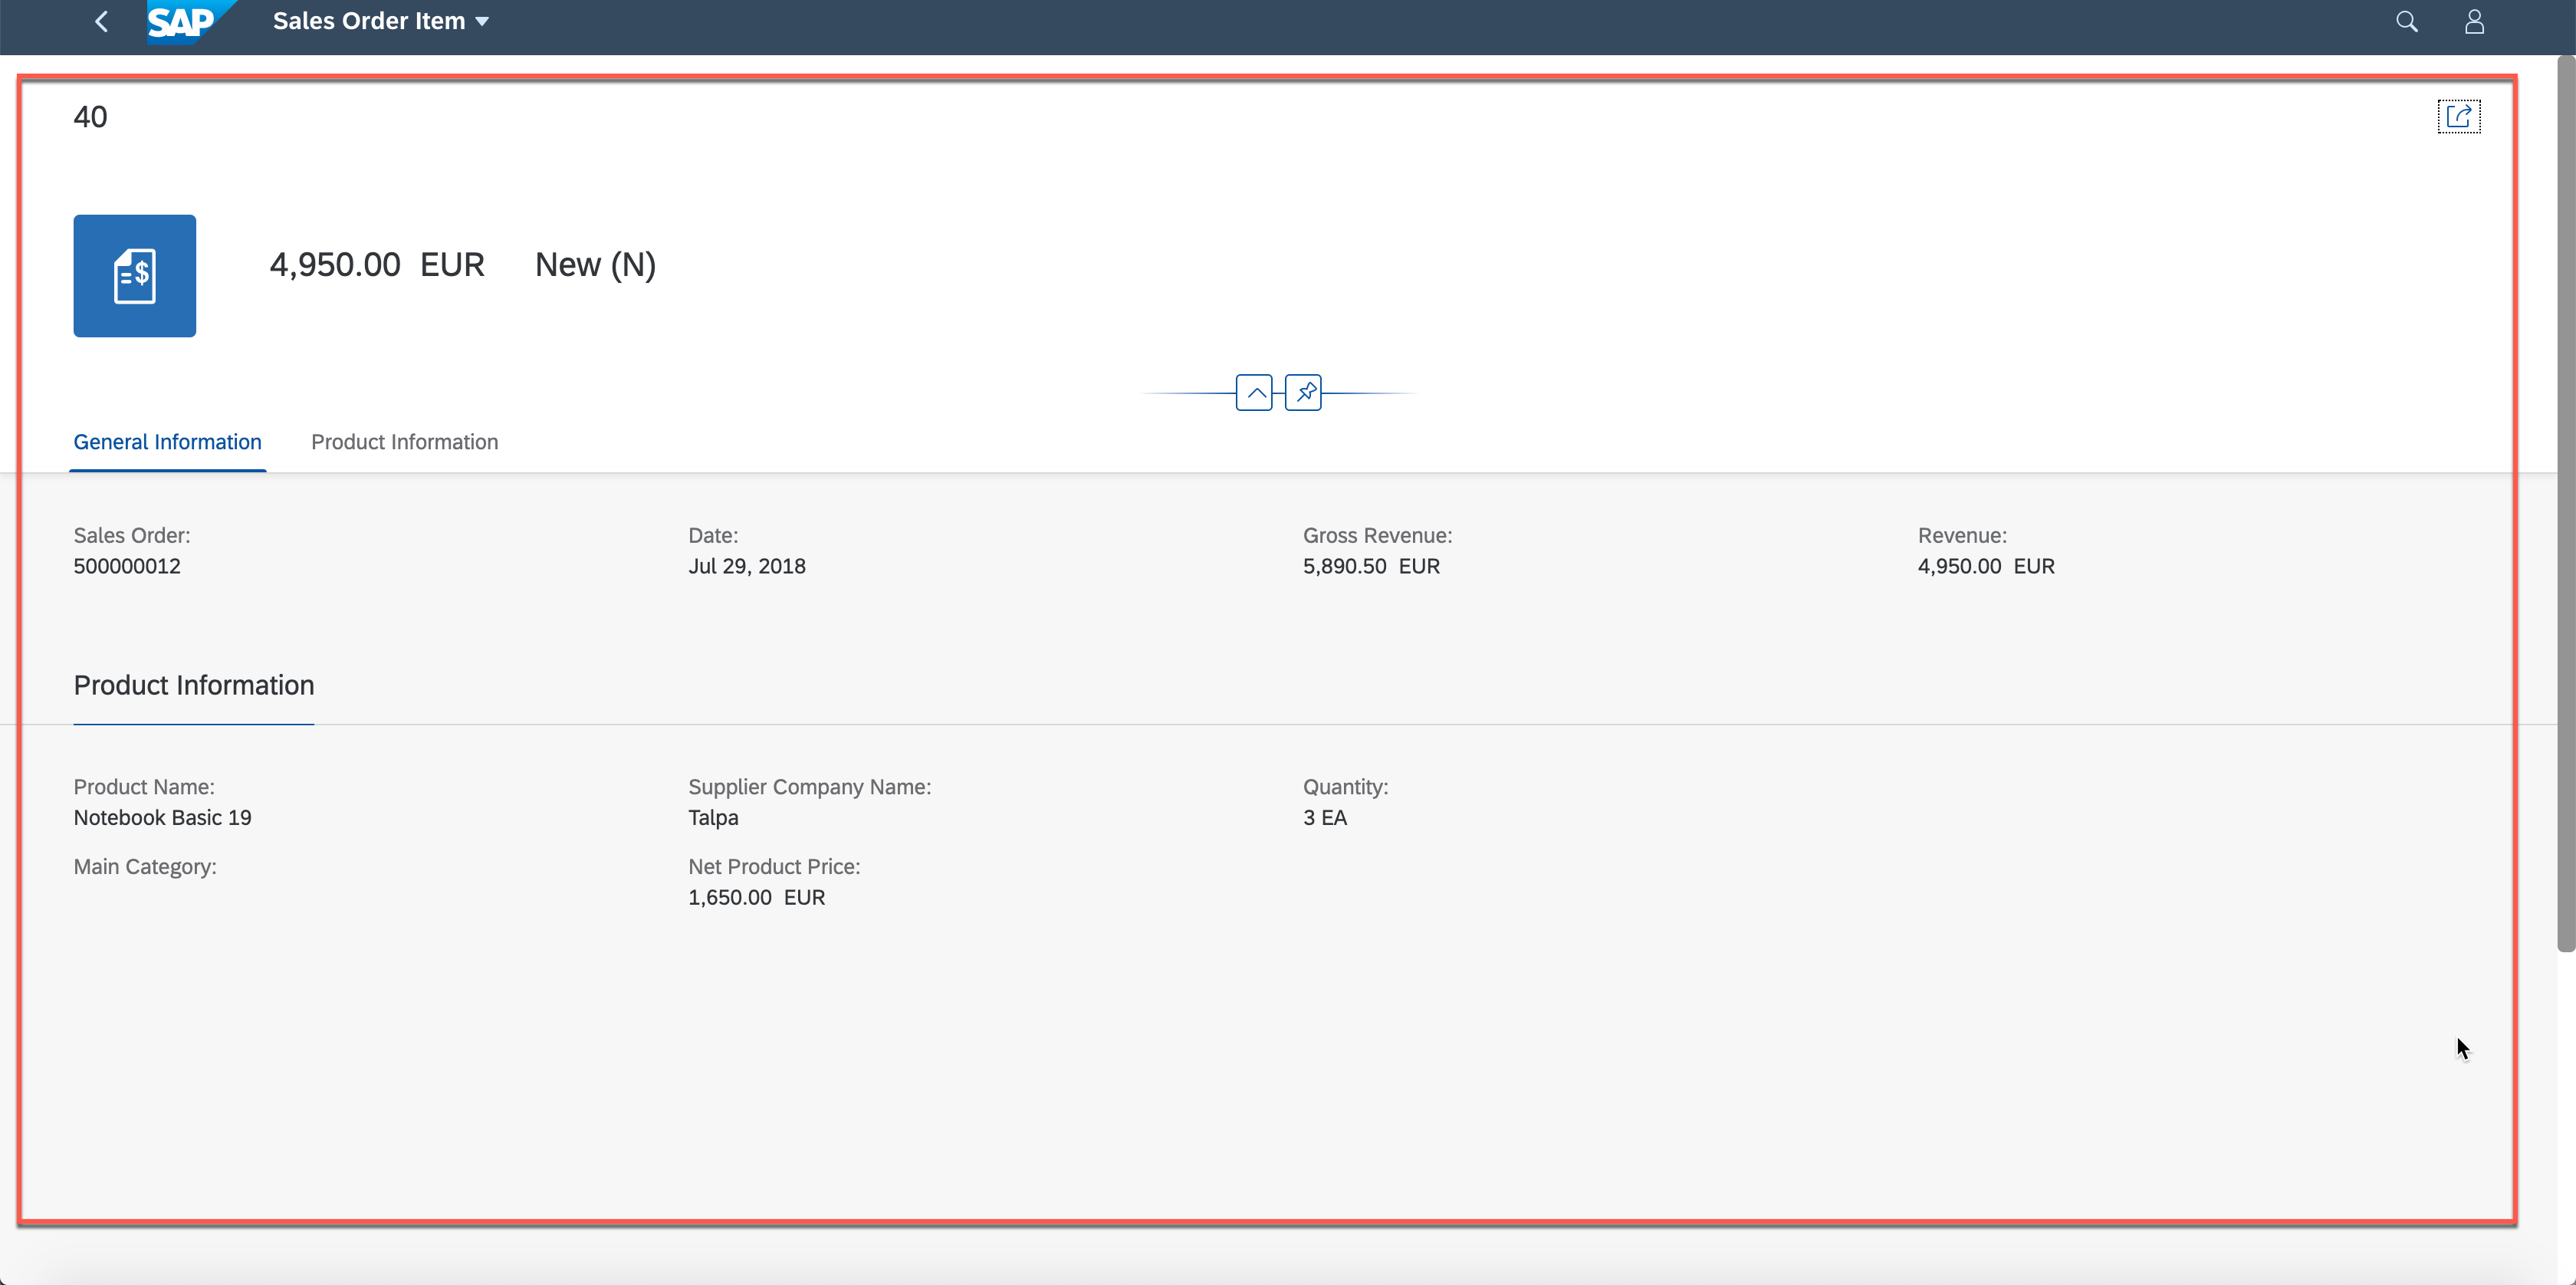 SAP Sales Order Item
40
4,950.00 EUR New (N)
General Information Product Information
Sales Order: Date: Gross Revenue: Revenue:
500000012 Jul 29, 2018 5,890.50 EUR 4,950.00 EUR
Product Information
Product Name: Supplier Company Name: Quantity:
Notebook Basic 19 Talpa 3 EA
Main Category: Net Product Price:
1,650.00 EUR